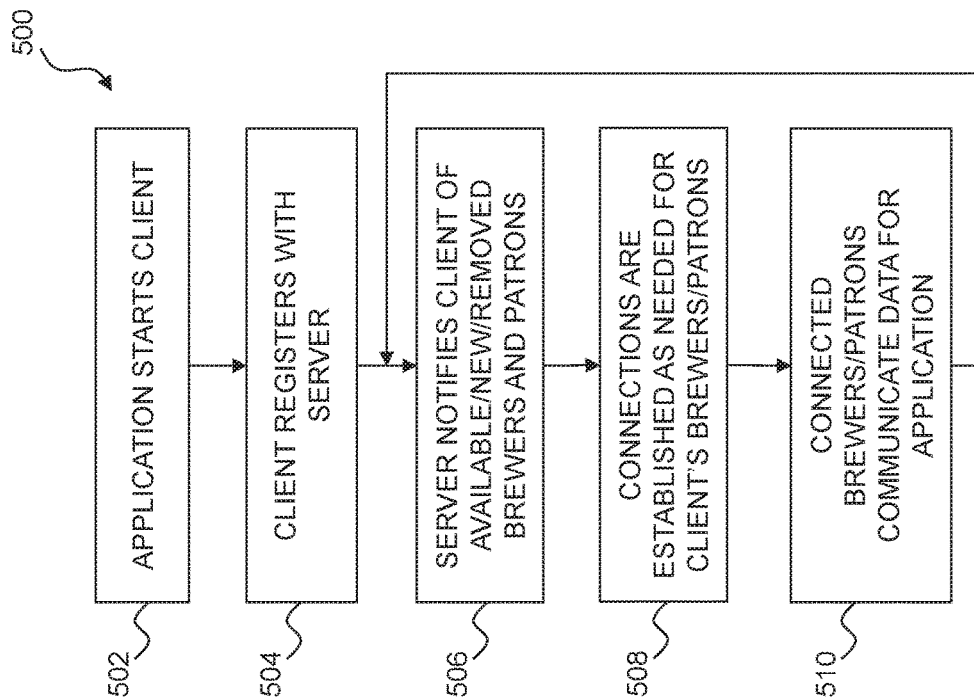 500
502
APPLICATION STARTS CLIENT
504
CLIENT REGISTERS WITH
SERVER
506
SERVER NOTIFIES CLIENT OF
AVAILABLE/NEW/REMOVED
BREWERS AND PATRONS
508
CONNECTIONS ARE
ESTABLISHED AS NEEDED FOR
CLIENT'S BREWERS/PATRONS
510
CONNECTED
BREWERS/PATRONS
COMMUNICATE DATA FOR
APPLICATION